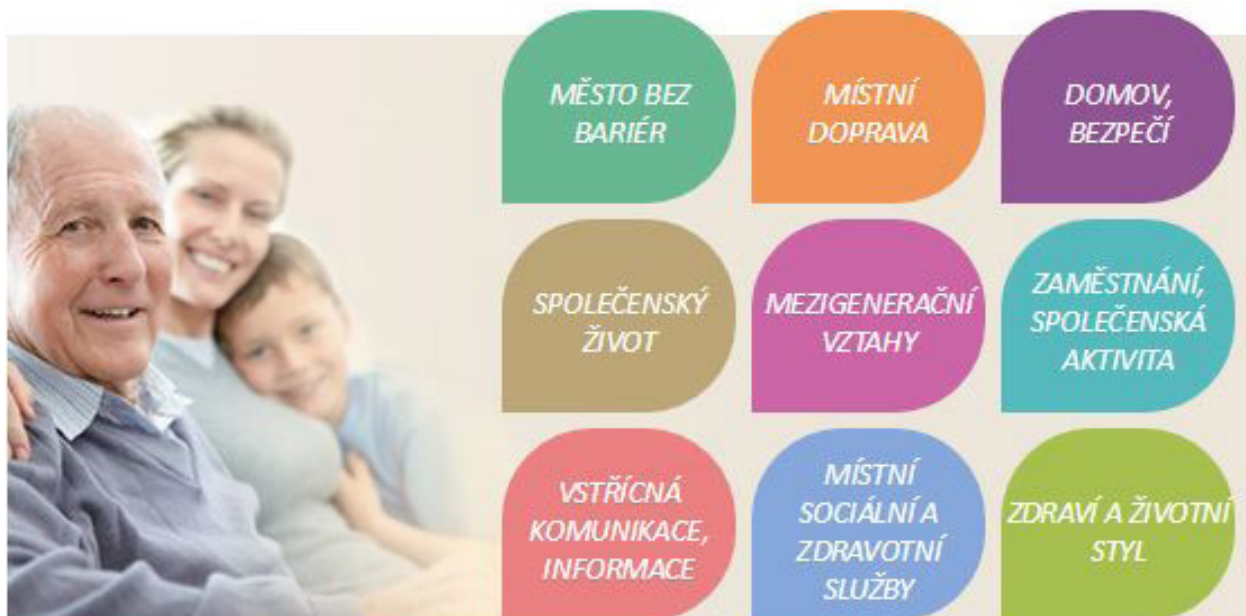 MĚSTO BEZ
BARIÉR
MÍSTNÍ
DOPRAVA
DOMOV,
BEZPEČÍ
SPOLEČENSKÝ
ŽIVOT
MEZIGENERAČNÍ
VZTAHY
ZAMĚSTNÁNÍ,
SPOLEČENSKÁ
AKTIVITA
VSTŘÍCNÁ
KOMUNIKACE,
INFORMACE
MÍSTNÍ
SOCIÁLNÍ A
ZDRAVOTNÍ
SLUŽBY
ZDRAVÍ A ŽIVOTNÍ
STYL